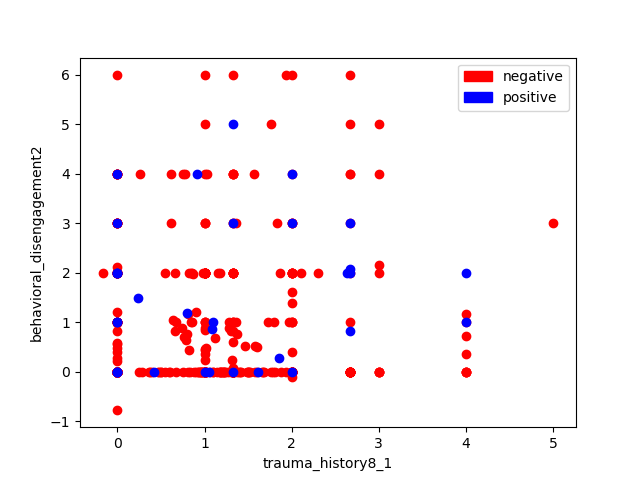 6
5
4
3
2
1
0
−1
behavioral_disengagement2
negative
positive
0 1 2 3 4 5
trauma_history8_1